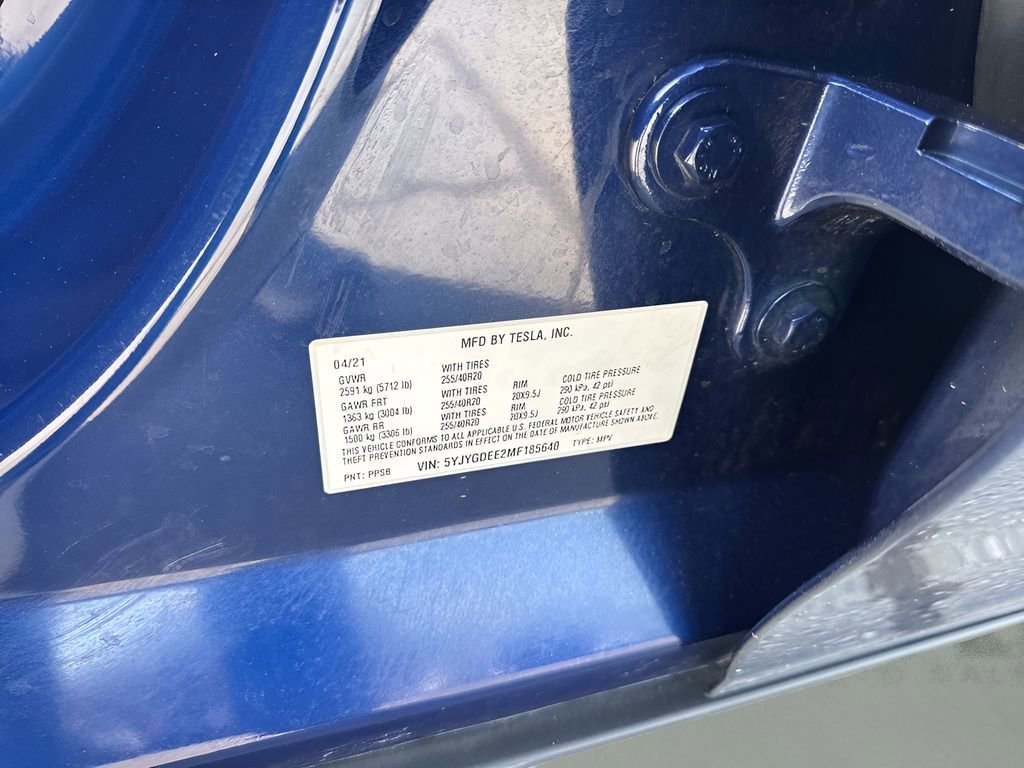 MFD BY TESLA, INC.
04/21
GVWR WITH TIRES
2591 kg (5712 lb) 255/40R20 RIM COLD TIRE PRESSURE
GAWR FRT WITH TIRES 20X9.5J 290 kPa, 42 psi
1363 kg (3004 lb) 255/40R20 RIM COLD TIRE PRESSURE
GAWR RR WITH TIRES 20X9.5J 290 kPa, 42 psi
1500 kg (3306 lb) 255/40R20
THIS VEHICLE CONFORMS TO ALL APPLICABLE U.S. FEDERAL MOTOR VEHICLE SAFETY AND
THEFT PREVENTION STANDARDS IN EFFECT ON THE DATE OF MANUFACTURE SHOWN ABOVE.
PNT: PPSB VIN: 5YJYGDEE2MF185640 TYPE: MPV